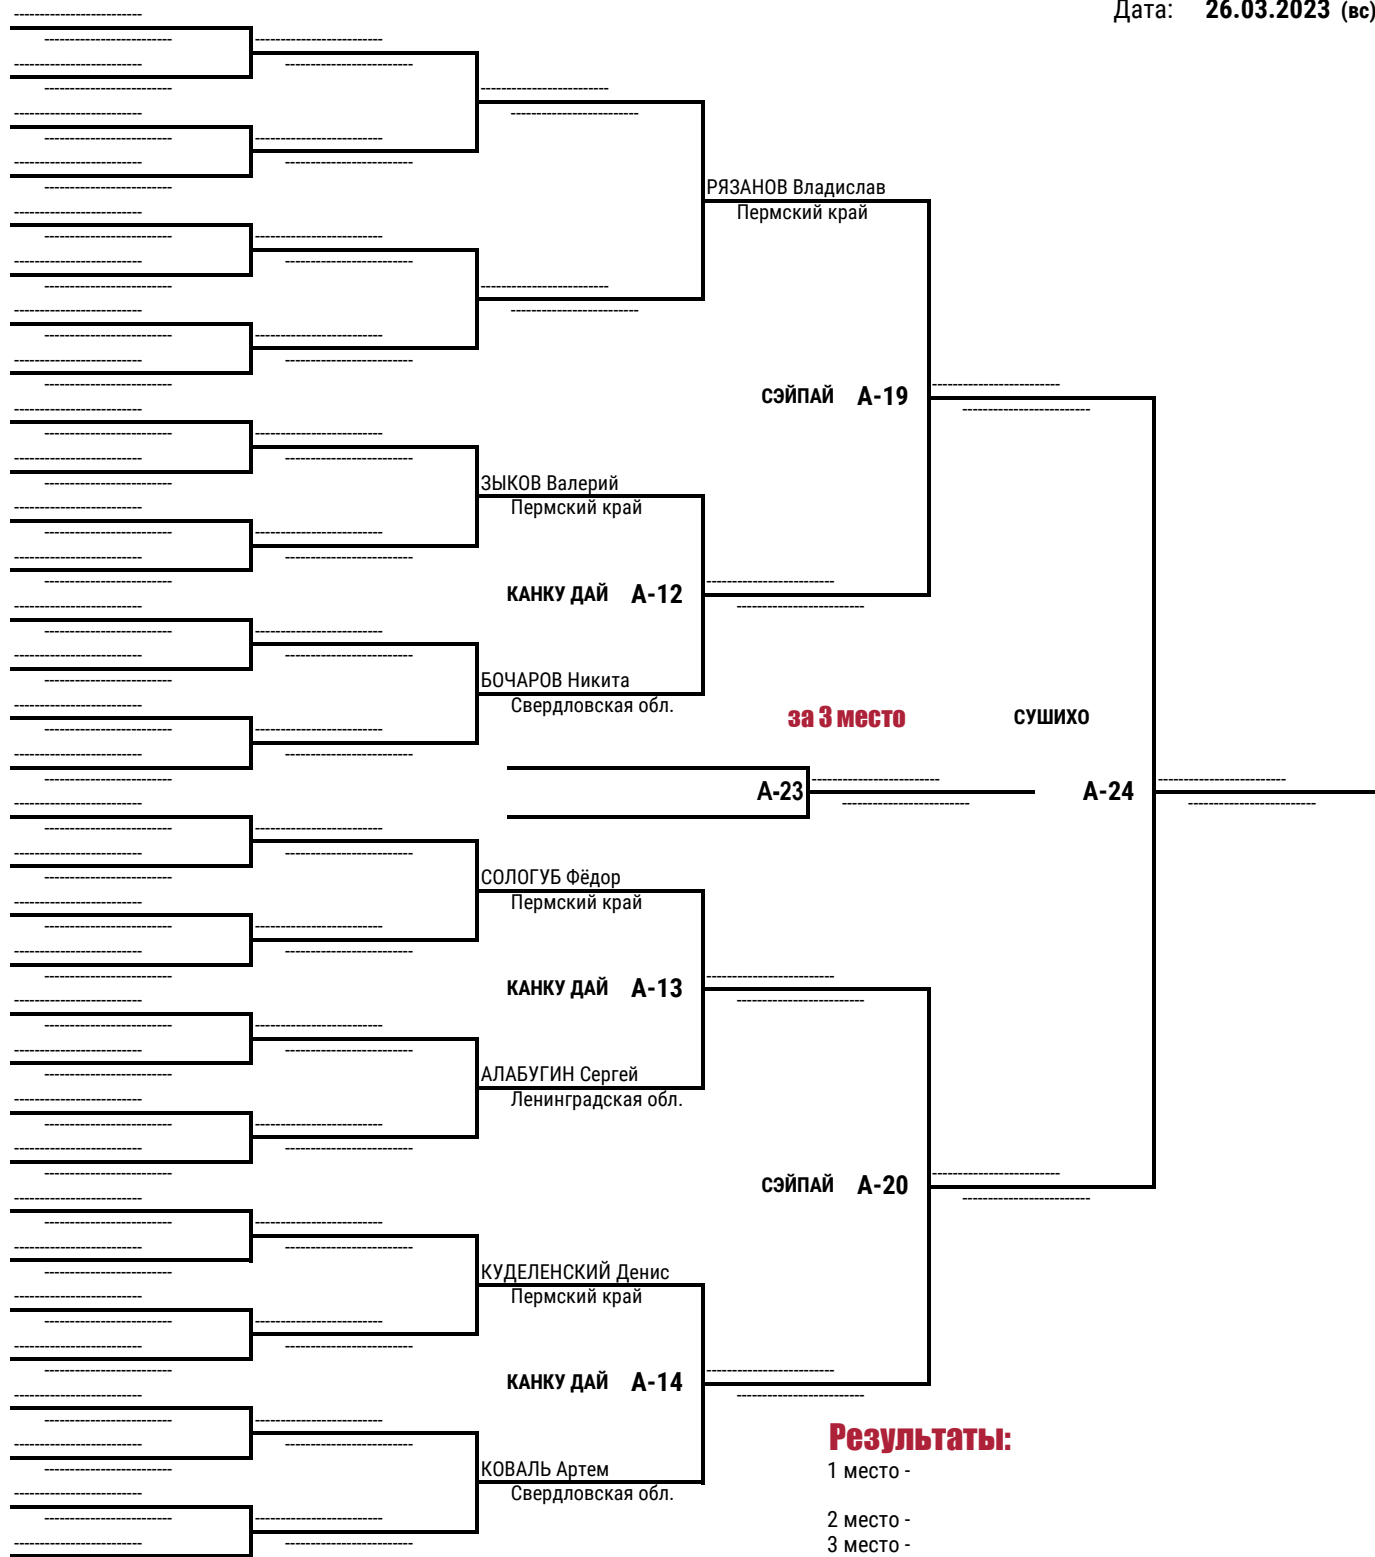 Дата: 26.03.2023 (вс)
РЯЗАНОВ Владислав
Пермский край
СЭЙПАЙ А-19
ЗЫКОВ Валерий
Пермский край
КАНКУ ДАЙ А-12
БОЧАРОВ Никита
Свердловская обл.
за 3 место
СУШИХО
А-23
А-24
СОЛОГУБ Фёдор
Пермский край
КАНКУ ДАЙ А-13
АЛАБУГИН Сергей
Ленинградская обл.
СЭЙПАЙ А-20
КУДЕЛЕНСКИЙ Денис
Пермский край
КАНКУ ДАЙ А-14
КОВАЛЬ Артем
Свердловская обл.
Результаты:
1 место -
2 место -
3 место -